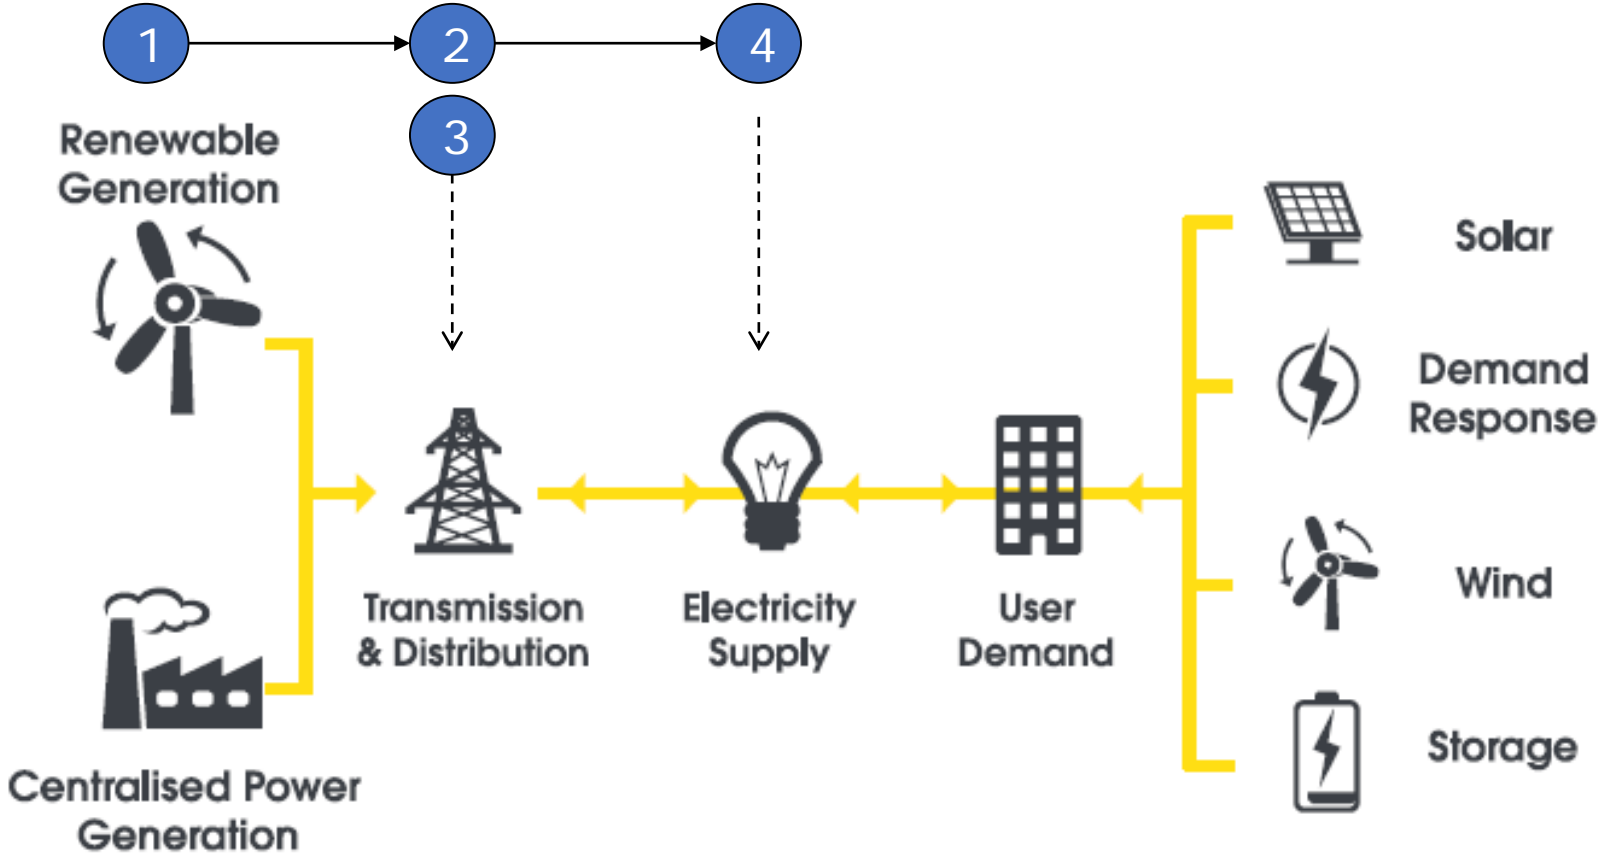 1
2
4
3
Renewable
Generation
Solar
Demand
Response
Transmission
& Distribution
Electricity
Supply
User
Demand
Wind
Storage
Centralised Power
Generation